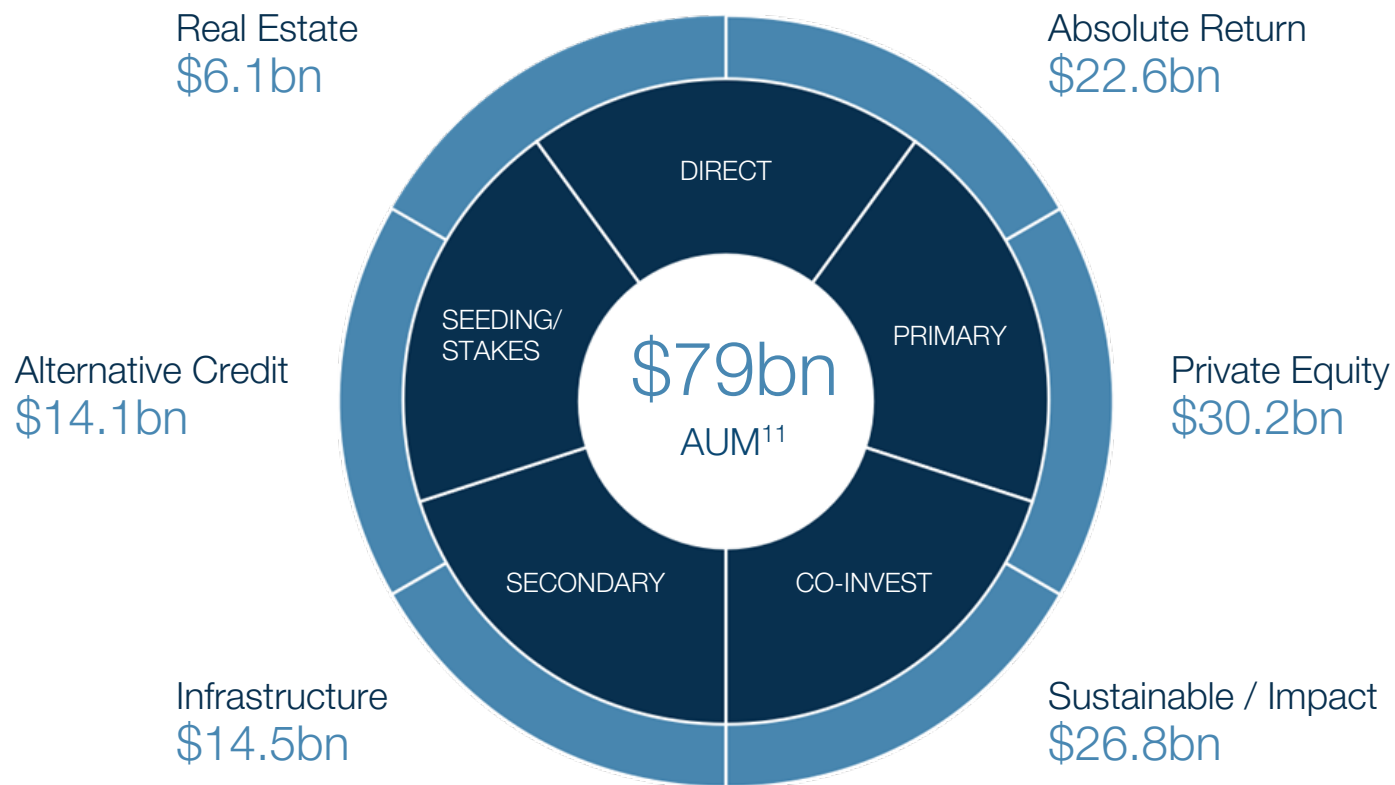 Real Estate
$6.1bn
Absolute Return
$22.6bn
DIRECT
SEEDING/
STAKES
PRIMARY
$79bn
AUM¹¹
Alternative Credit
$14.1bn
Private Equity
$30.2bn
SECONDARY
CO-INVEST
Infrastructure
$14.5bn
Sustainable / Impact
$26.8bn